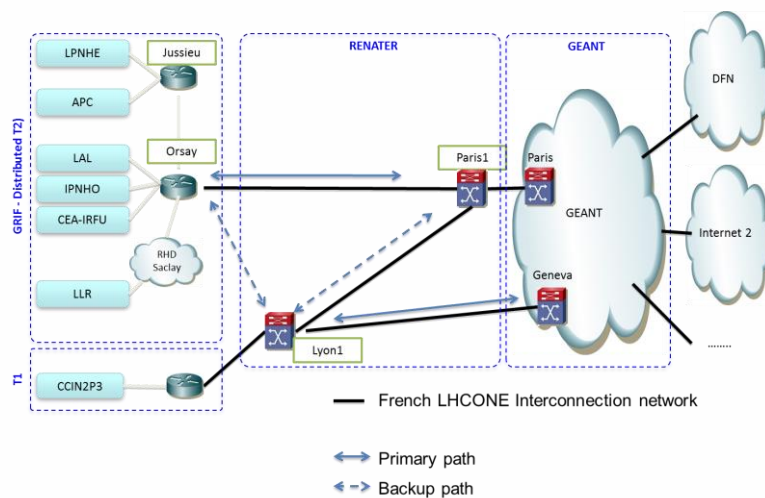 RENATER
GEANT
LPNHE
Jussieu
DFN
APC
Orsay
Paris1
Paris
LAL
GRIF - Distributed T2)
IPNHO
GEANT
Internet 2
CEA-IRFU
RHD
Saclay
Geneva
LLR
Lyon1
........
T1
CCIN2P3
French LHCONE Interconnection network
Primary path
Backup path